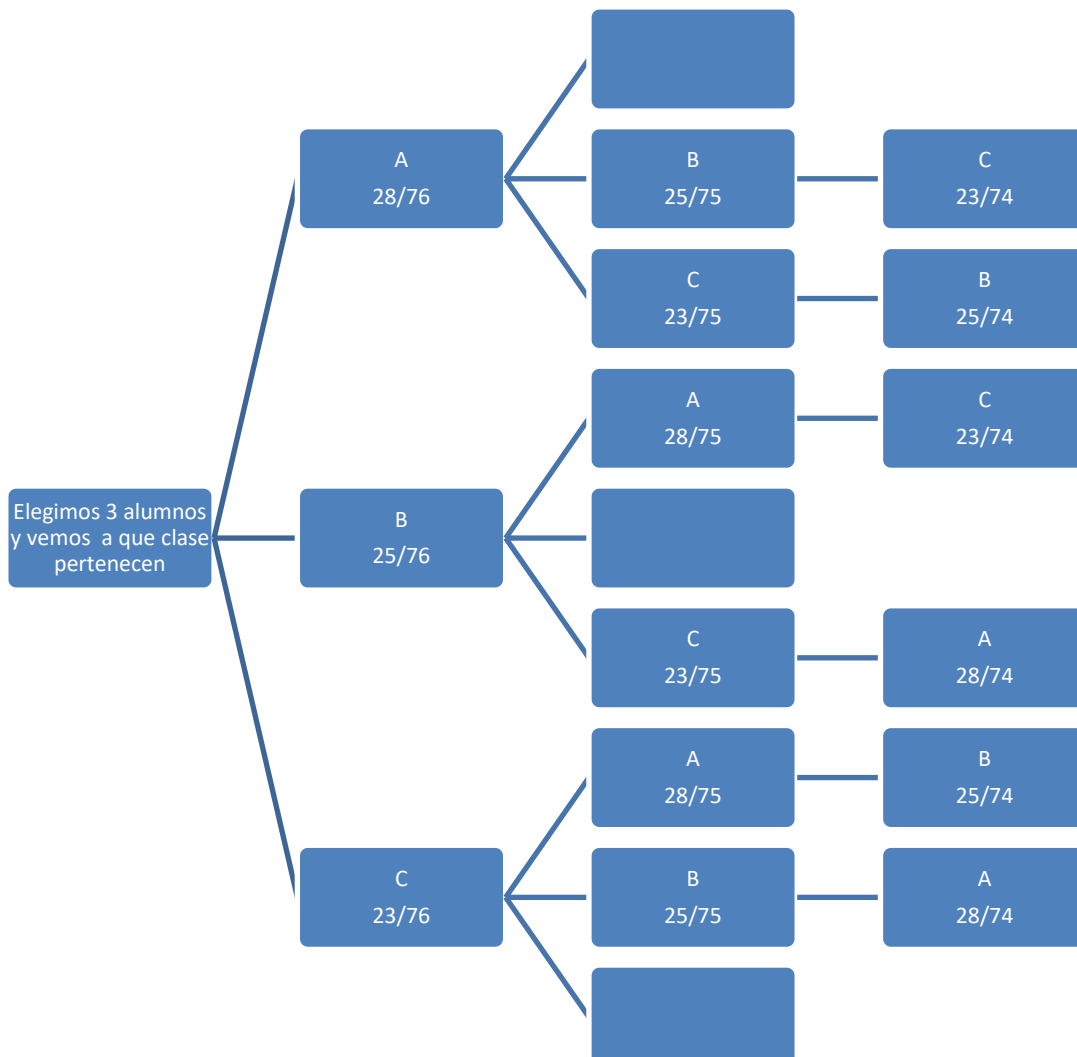 Elegimos 3 alumnos
y vemos a que clase
pertenecen
A
28/76
B
25/75
C
23/74
C
23/75
B
25/74
B
25/76
A
28/75
C
23/74
C
23/75
A
28/74
C
23/76
A
28/75
B
25/74
B
25/75
A
28/74